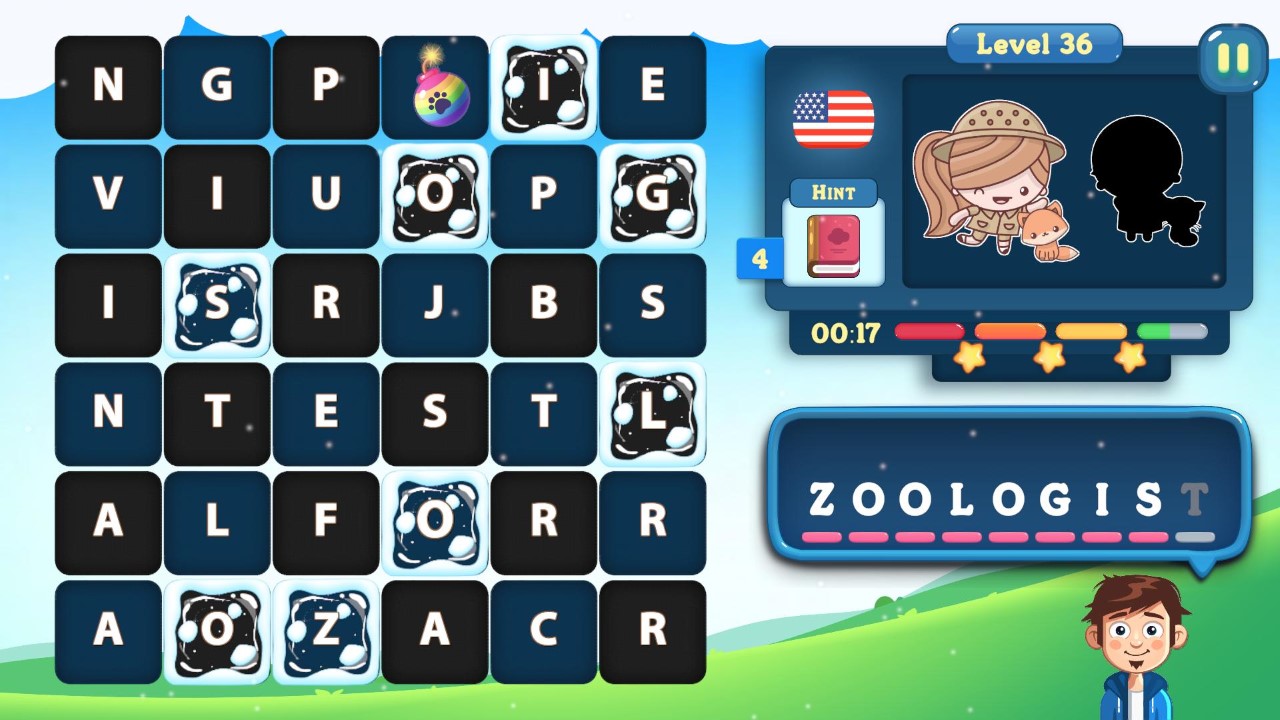 Level 36
N G P I E
V I U O P G
I S R J B S
N T E S T L
A L F O R R
A O Z A C R
HINT
4
00:17
ZOOLOGIST